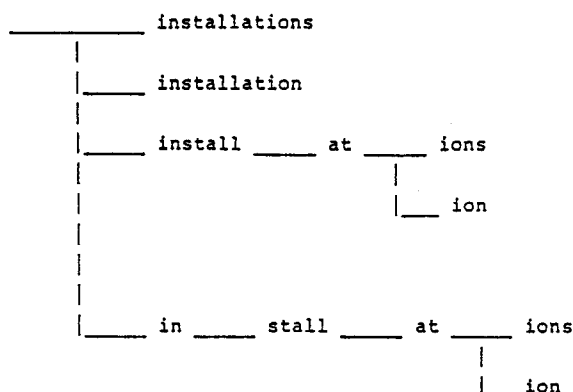 installations
installation
install at ions
ion
in stall at ions
ion